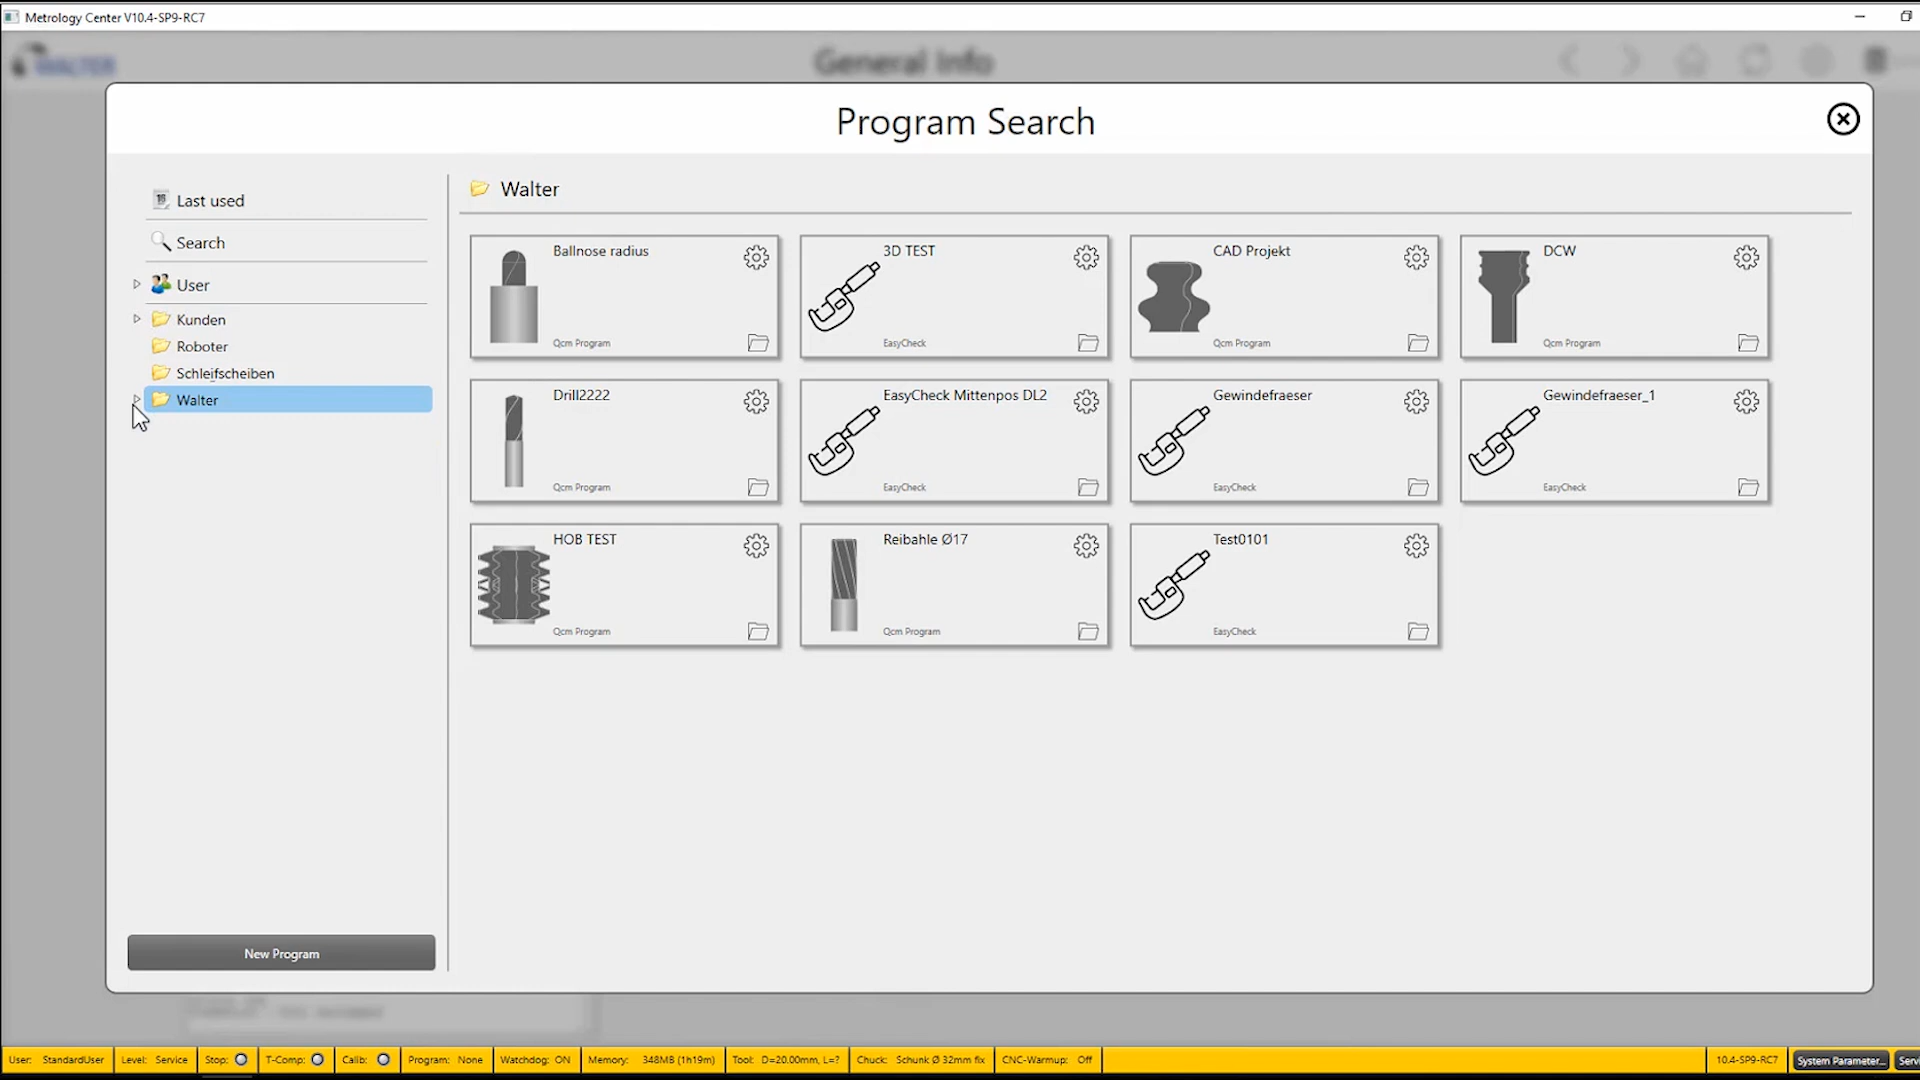 Metrology Center V10.4-SP9-RC7
WALTER
General Info
Program Search
Last used
Search
User
Kunden
Roboter
Schleifscheiben
Walter
New Program
Walter
Ballnose radius
Qcm Program
3D TEST
EasyCheck
CAD Projekt
Qcm Program
DCW
Qcm Program
Drill2222
Qcm Program
EasyCheck Mittenpos DL2
EasyCheck
Gewindefraeser
EasyCheck
Gewindefraeser_1
EasyCheck
HOB TEST
Qcm Program
Reibahle Ø17
Qcm Program
Test0101
EasyCheck
User: StandardUser Level: Service Stop: T-Comp: Calib: Program: None Watchdog: ON Memory: 348MB (1h19m) Tool: D=20.00mm, L=? Chuck: Schunk Ø 32mm fix CNC-Warmup: Off 10.4-SP9-RC7 System Parameter... Servi